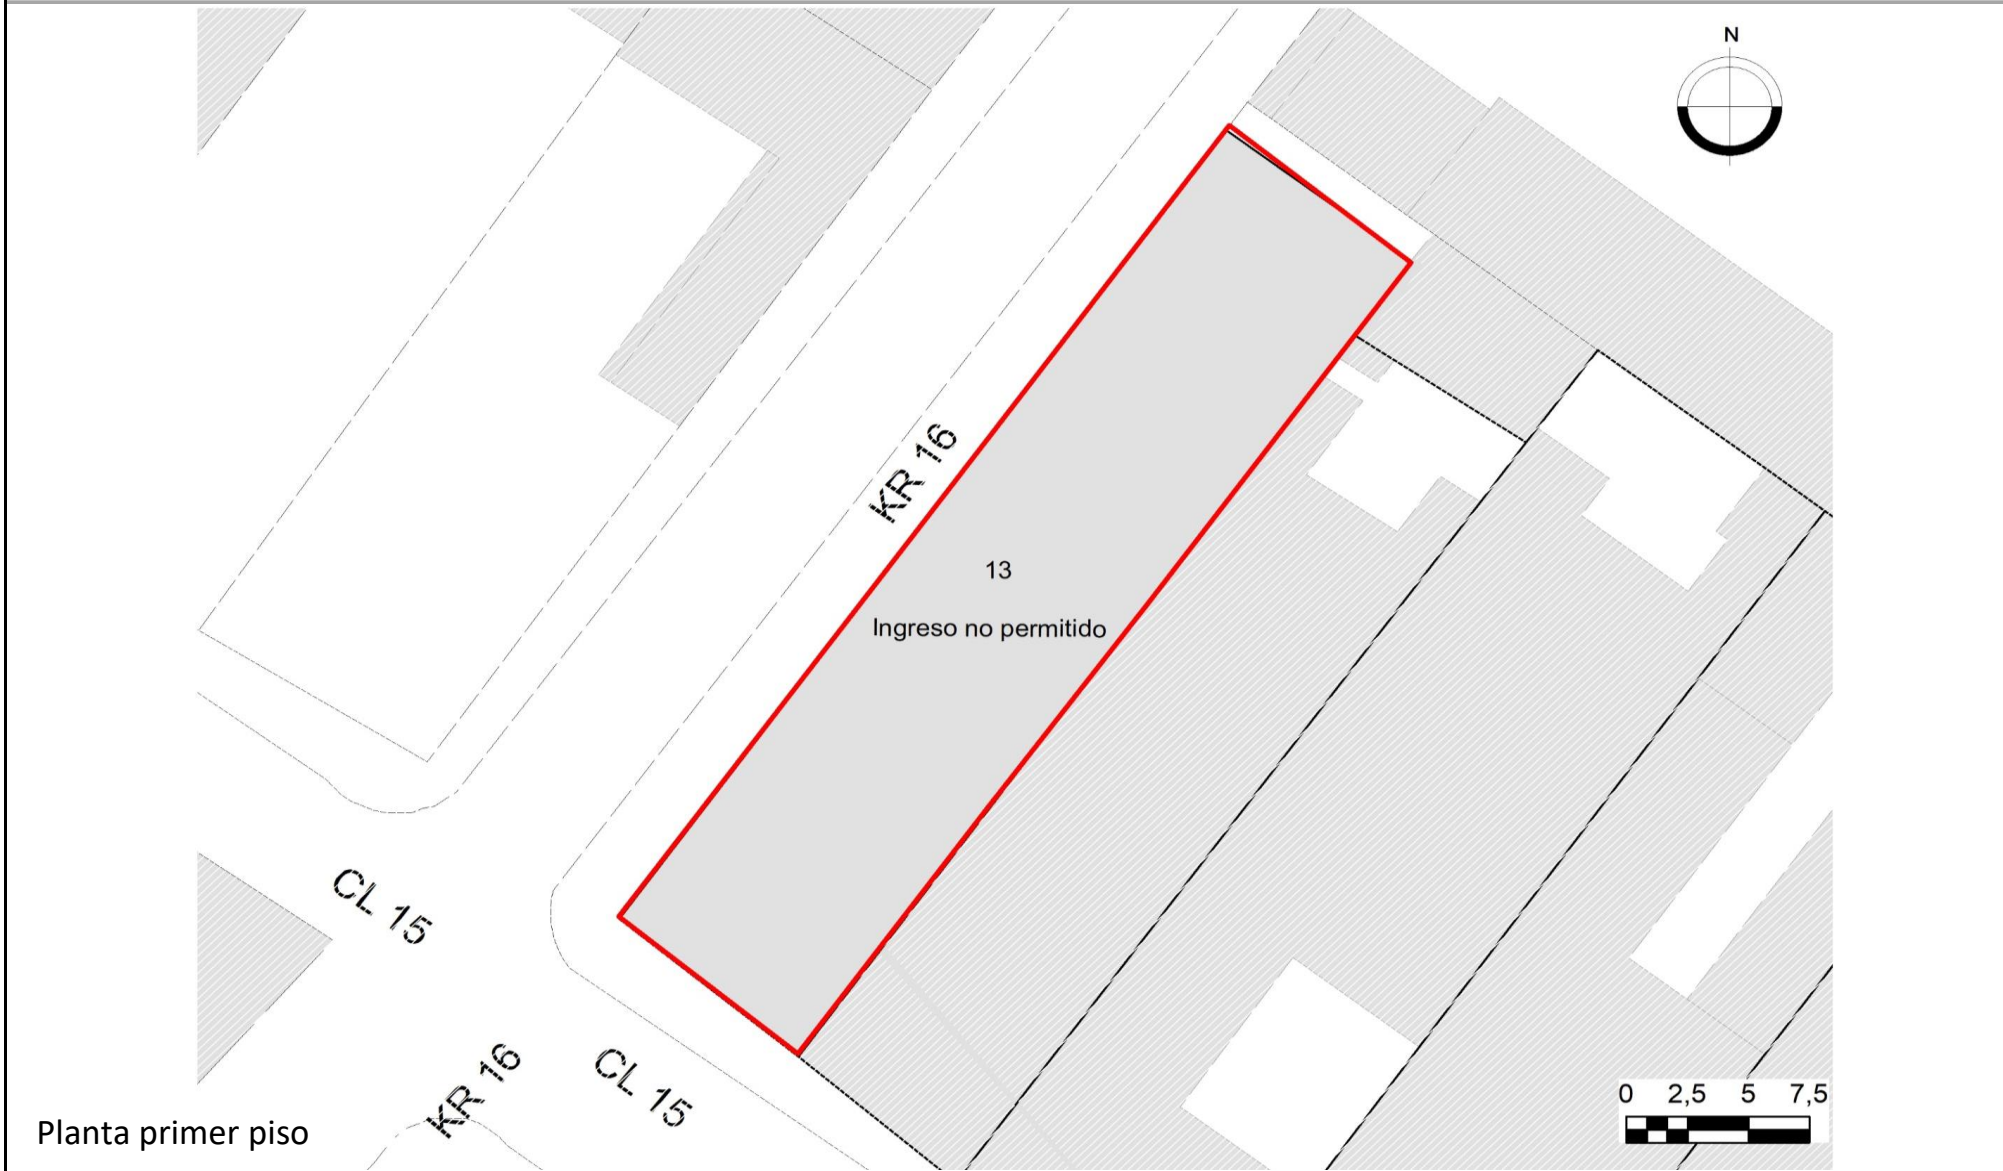 N
KR 16
13
Ingreso no permitido
CL 15
KR 16
CL 15
0 2,5 5 7,5
Planta primer piso